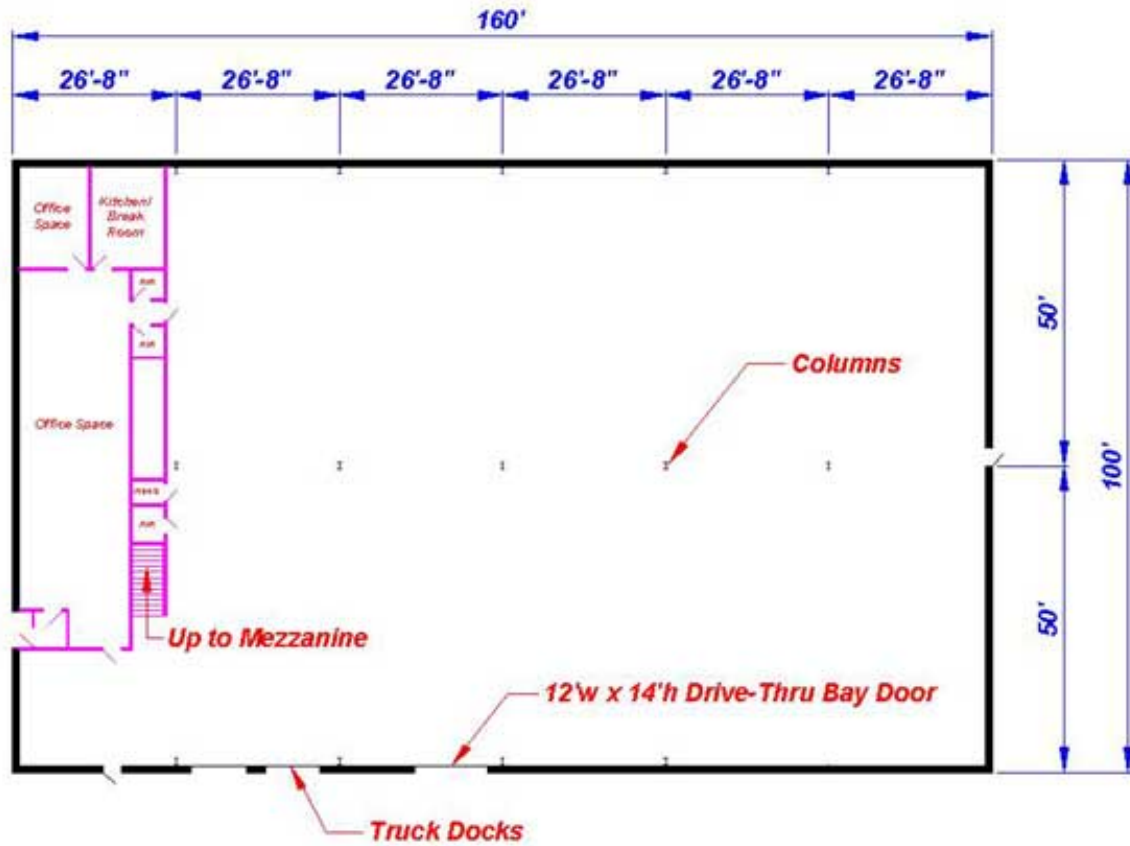 160'
26'-8"
26'-8"
26'-8"
26'-8"
26'-8"
26'-8"
Office
Space
Kitchen/
Break
Room
50'
Columns
Office Space
100'
50'
Up to Mezzanine
12'w x 14'h Drive-Thru Bay Door
Truck Docks